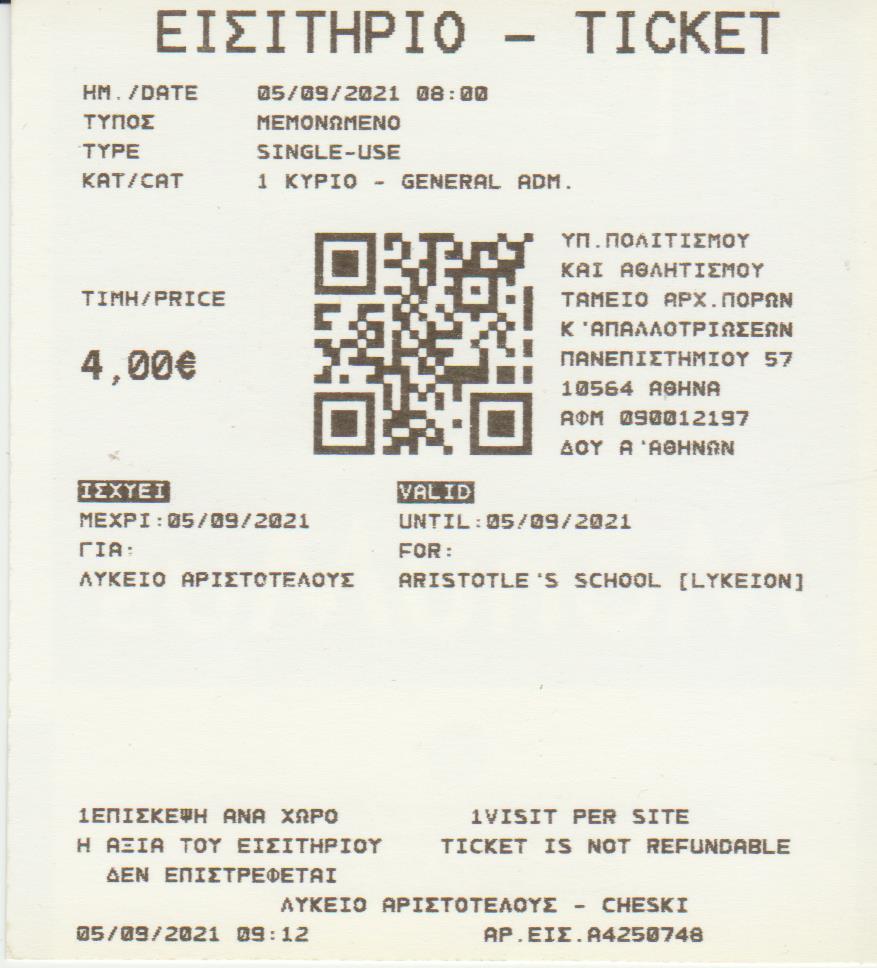 ΕΙΣΙΤΗΡΙΟ - TICKET
ΗΜ./DATE 05/09/2021 08:00
ΤΥΠΟΣ ΜΕΜΟΝΩΜΕΝΟ
TYPE SINGLE-USE
ΚΑΤ/CAT 1 ΚΥΡΙΟ - GENERAL ADM.
ΤΙΜΗ/PRICE
4,00€
ΥΠ.ΠΟΛΙΤΙΣΜΟΥ
ΚΑΙ ΑΘΛΗΤΙΣΜΟΥ
ΤΑΜΕΙΟ ΑΡΧ.ΠΟΡΩΝ
Κ'ΑΠΑΛΛΟΤΡΙΩΣΕΩΝ
ΠΑΝΕΠΙΣΤΗΜΙΟΥ 57
10564 ΑΘΗΝΑ
ΑΦΜ 090012197
ΔΟΥ Α'ΑΘΗΝΩΝ
ΙΣΧΥΕΙ
ΜΕΧΡΙ:05/09/2021
ΓΙΑ:
ΛΥΚΕΙΟ ΑΡΙΣΤΟΤΕΛΟΥΣ
VALID
UNTIL:05/09/2021
FOR:
ARISTOTLE'S SCHOOL [LYKEION]
1ΕΠΙΣΚΕΨΗ ΑΝΑ ΧΩΡΟ
Η ΑΞΙΑ ΤΟΥ ΕΙΣΙΤΗΡΙΟΥ
ΔΕΝ ΕΠΙΣΤΡΕΦΕΤΑΙ
1VISIT PER SITE
TICKET IS NOT REFUNDABLE
ΛΥΚΕΙΟ ΑΡΙΣΤΟΤΕΛΟΥΣ - CHESKI
05/09/2021 09:12 ΑΡ.ΕΙΣ.Α4250748